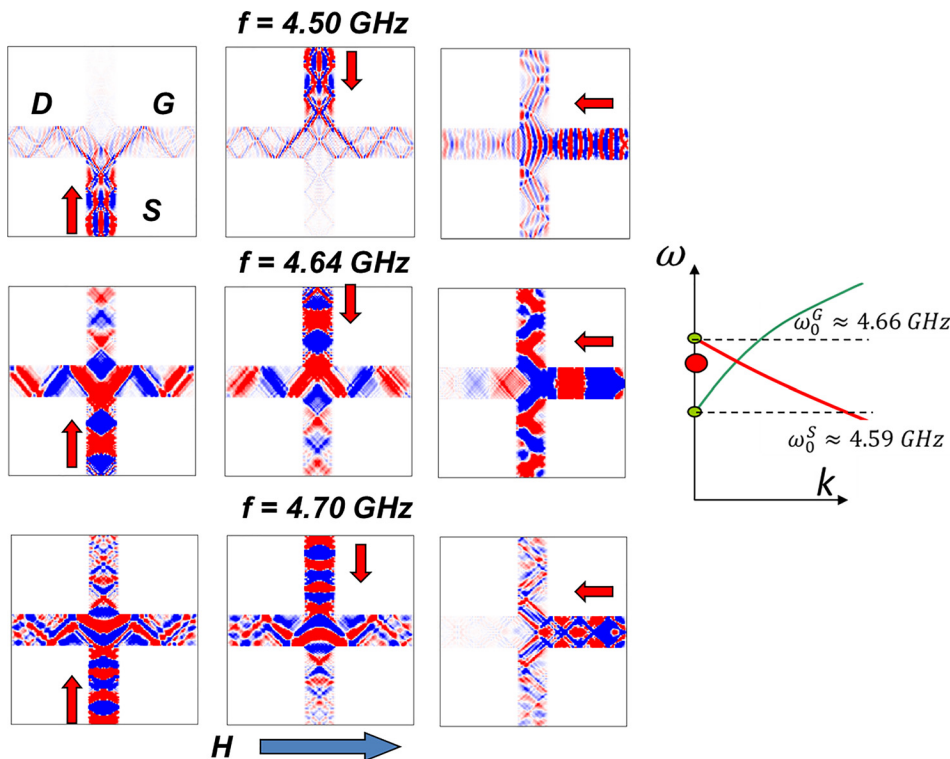 f = 4.50 GHz
D
G
S
f = 4.64 GHz
ω
ω₀ᴳ ≈ 4.66 GHz
ω₀ˢ ≈ 4.59 GHz
k
f = 4.70 GHz
H